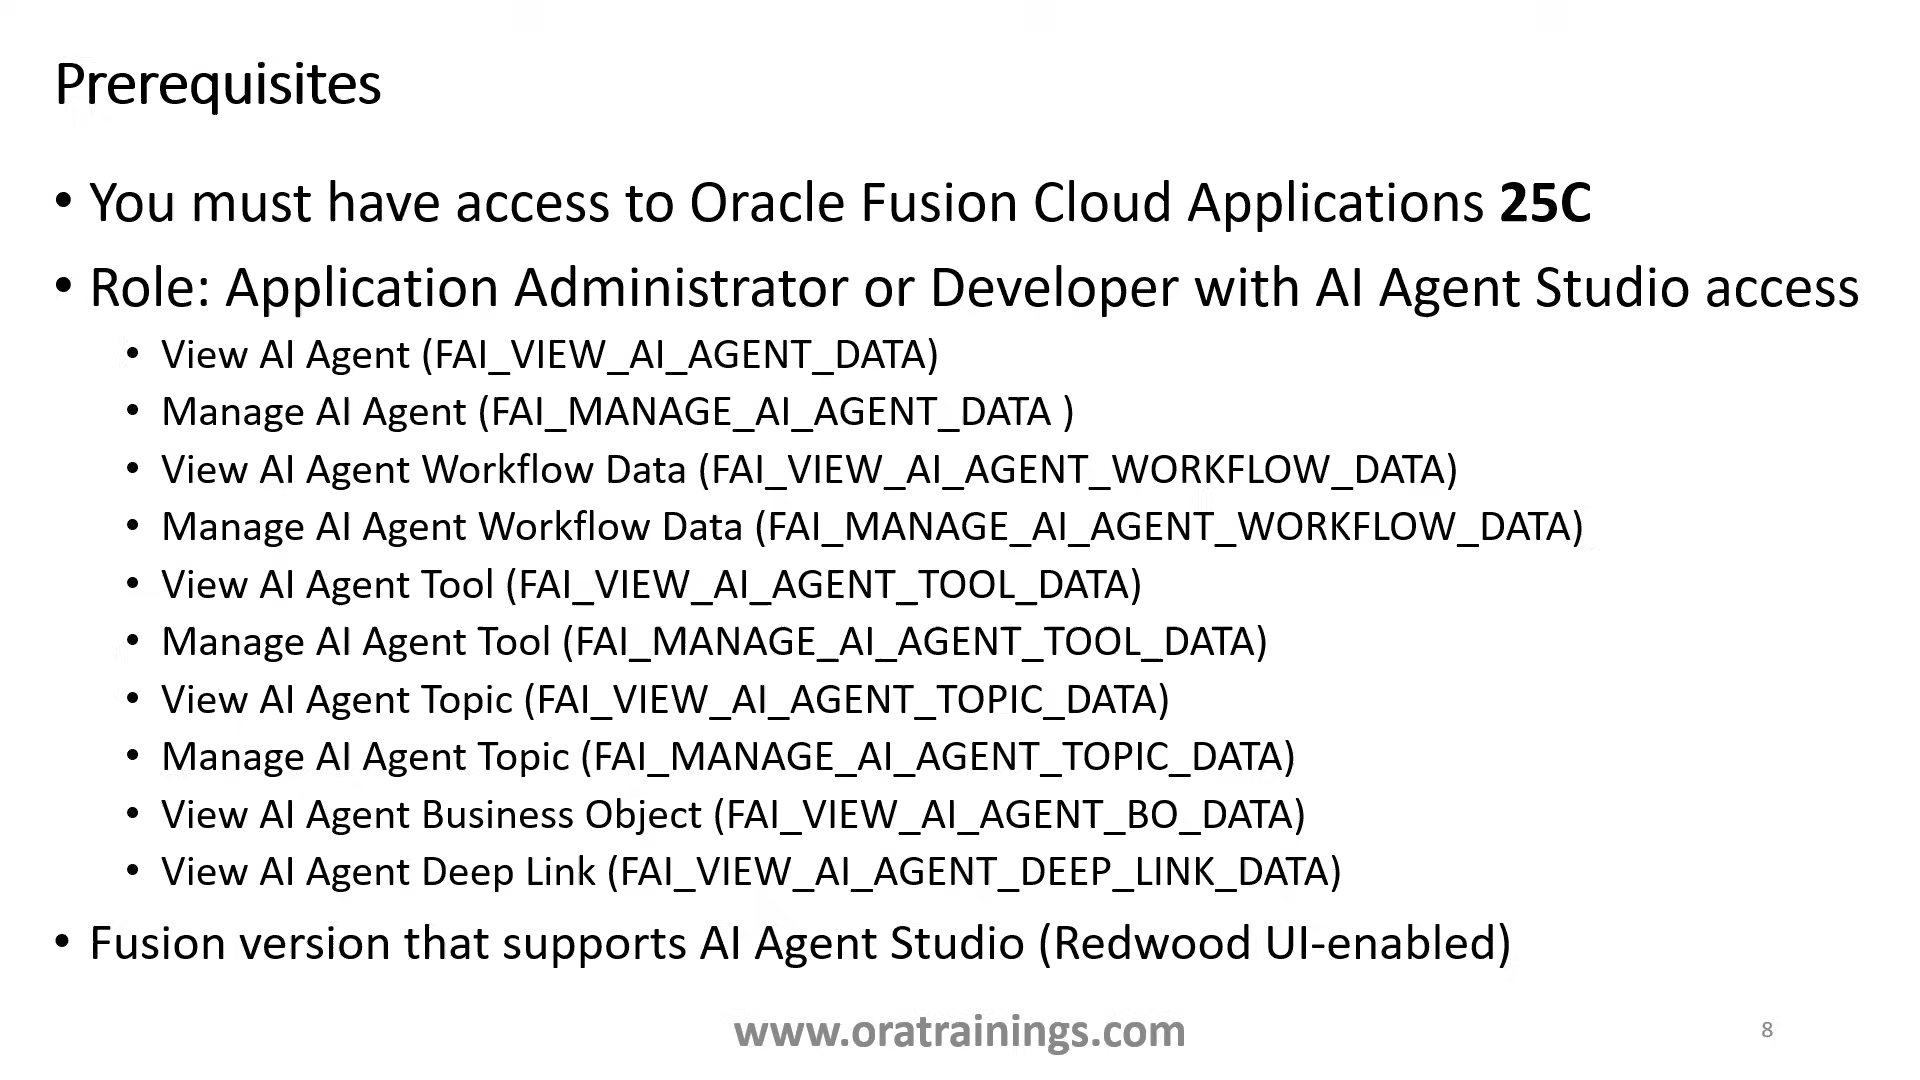 Prerequisites
• You must have access to Oracle Fusion Cloud Applications 25C
• Role: Application Administrator or Developer with AI Agent Studio access
• View AI Agent (FAI_VIEW_AI_AGENT_DATA)
• Manage AI Agent (FAI_MANAGE_AI_AGENT_DATA )
• View AI Agent Workflow Data (FAI_VIEW_AI_AGENT_WORKFLOW_DATA)
• Manage AI Agent Workflow Data (FAI_MANAGE_AI_AGENT_WORKFLOW_DATA)
• View AI Agent Tool (FAI_VIEW_AI_AGENT_TOOL_DATA)
• Manage AI Agent Tool (FAI_MANAGE_AI_AGENT_TOOL_DATA)
• View AI Agent Topic (FAI_VIEW_AI_AGENT_TOPIC_DATA)
• Manage AI Agent Topic (FAI_MANAGE_AI_AGENT_TOPIC_DATA)
• View AI Agent Business Object (FAI_VIEW_AI_AGENT_BO_DATA)
• View AI Agent Deep Link (FAI_VIEW_AI_AGENT_DEEP_LINK_DATA)
• Fusion version that supports AI Agent Studio (Redwood UI-enabled)
www.oratrainings.com
8